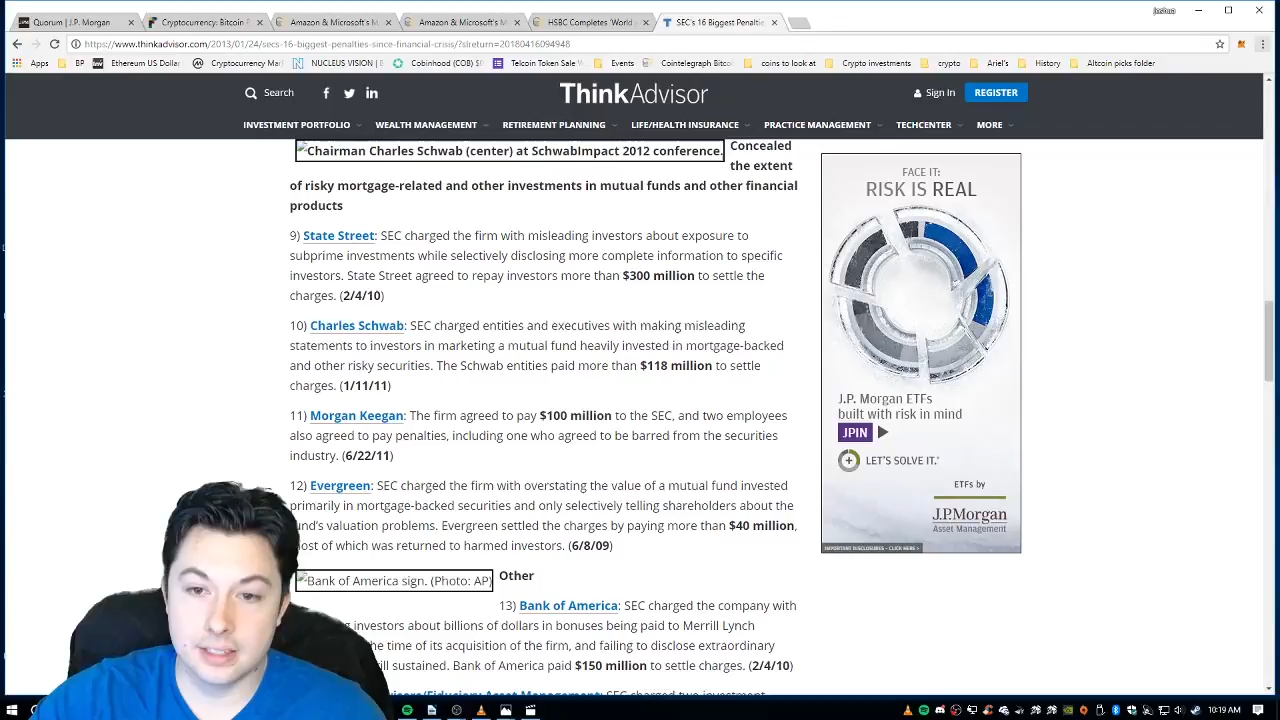 Joshua
Quorum | J.P. Morgan
Cryptocurrency: Bitcoin P
Amazon & Microsoft's M
Amazon & Microsoft's M
HSBC Completes 'World
SEC's 16 Biggest Penaltie
https://www.thinkadvisor.com/2013/01/24/secs-16-biggest-penalties-since-financial-crisis/?slreturn=20180416094948
Apps BP Ethereum US Dollar Cryptocurrency Mar NUCLEUS VISION Cobinhood (COB) $0 Telcoin Token Sale W Events Cointelegraph Bitco coins to look at Crypto investments crypto Ariel's History Altcoin picks folder
Search
ThinkAdvisor
Sign In
REGISTER
INVESTMENT PORTFOLIO WEALTH MANAGEMENT RETIREMENT PLANNING LIFE/HEALTH INSURANCE PRACTICE MANAGEMENT TECHCENTER MORE
Chairman Charles Schwab (center) at SchwabImpact 2012 conference. Concealed
the extent
of risky mortgage-related and other investments in mutual funds and other financial
products
9) State Street: SEC charged the firm with misleading investors about exposure to
subprime investments while selectively disclosing more complete information to specific
investors. State Street agreed to repay investors more than $300 million to settle the
charges. (2/4/10)
10) Charles Schwab: SEC charged entities and executives with making misleading
statements to investors in marketing a mutual fund heavily invested in mortgage-backed
and other risky securities. The Schwab entities paid more than $118 million to settle
charges. (1/11/11)
11) Morgan Keegan: The firm agreed to pay $100 million to the SEC, and two employees
also agreed to pay penalties, including one who agreed to be barred from the securities
industry. (6/22/11)
12) Evergreen: SEC charged the firm with overstating the value of a mutual fund invested
primarily in mortgage-backed securities and only selectively telling shareholders about the
und's valuation problems. Evergreen settled the charges by paying more than $40 million,
ost of which was returned to harmed investors. (6/8/09)
Bank of America sign. (Photo: AP) Other
13) Bank of America: SEC charged the company with
investors about billions of dollars in bonuses being paid to Merrill Lynch
the time of its acquisition of the firm, and failing to disclose extraordinary
ill sustained. Bank of America paid $150 million to settle charges. (2/4/10)
visors/Fiduciary Asset Management: SEC charged two investment
FACE IT:
RISK IS REAL
J.P. Morgan ETFs
built with risk in mind
JPIN
LET'S SOLVE IT.®
ETFs by
J.P.Morgan
Asset Management
IMPORTANT DISCLOSURES - CLICK HERE >
10:19 AM